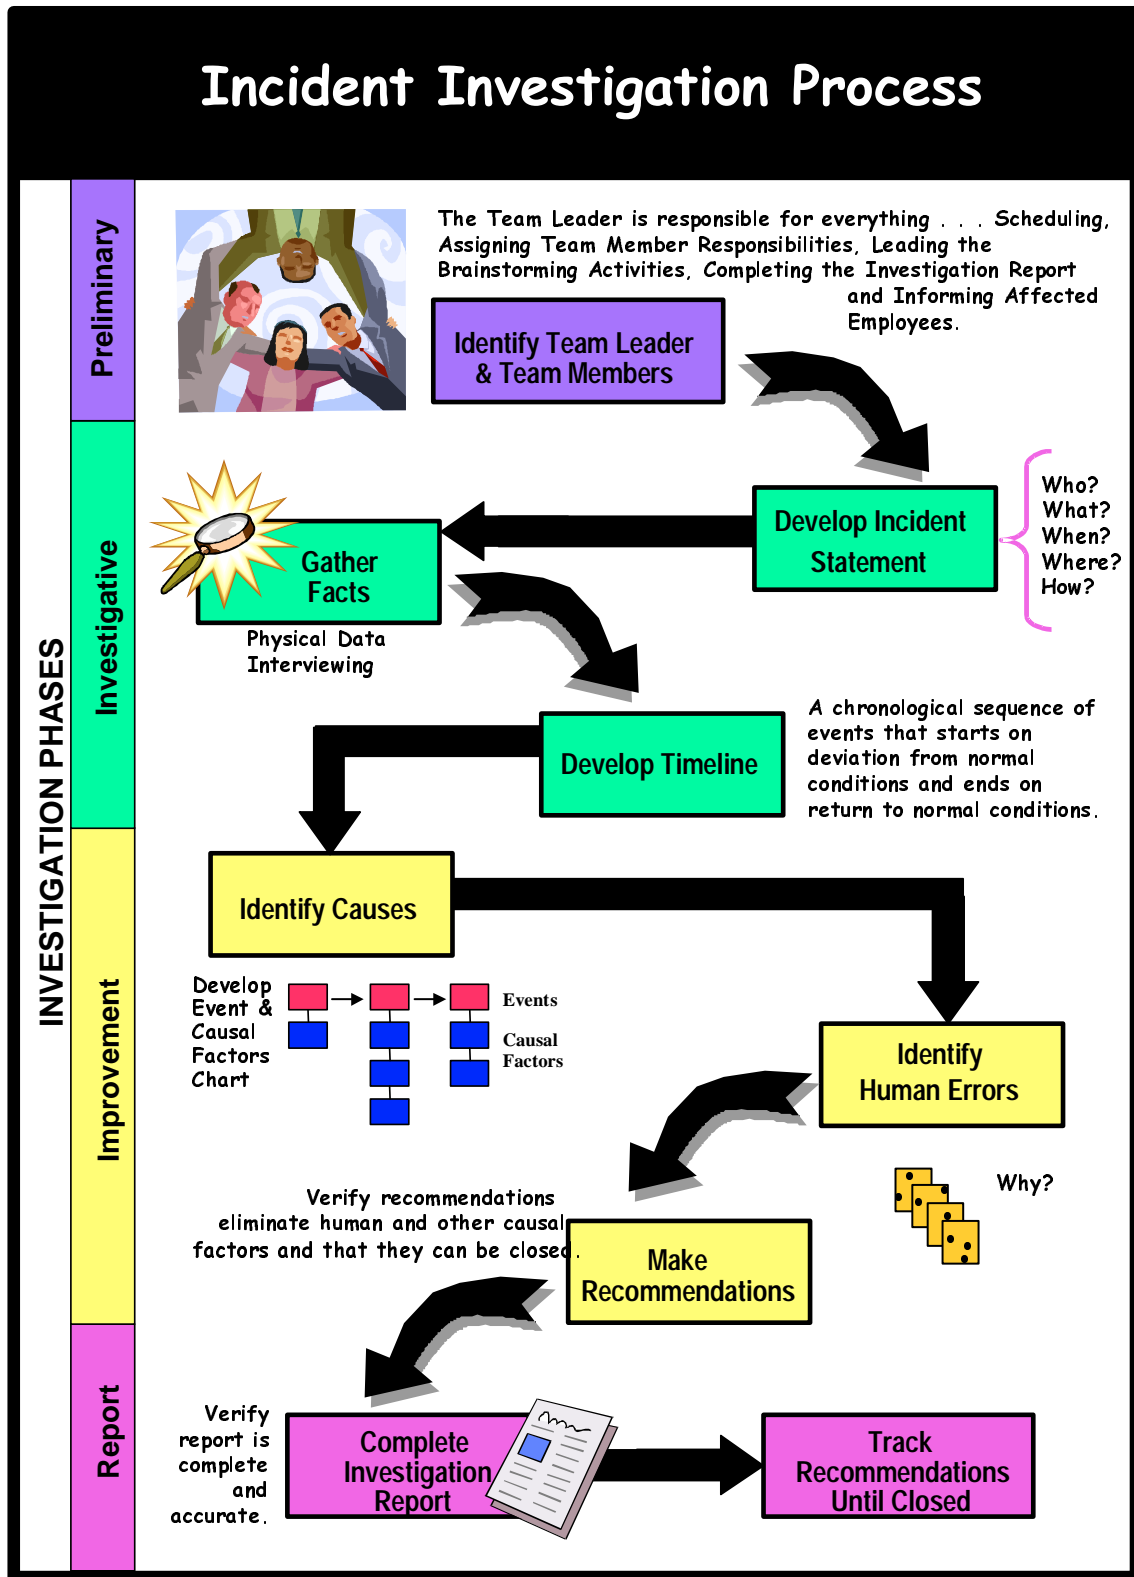 Incident Investigation Process
INVESTIGATION PHASES
Preliminary
The Team Leader is responsible for everything . . . Scheduling,
Assigning Team Member Responsibilities, Leading the
Brainstorming Activities, Completing the Investigation Report
and Informing Affected
Employees.
Identify Team Leader
& Team Members
Investigative
Develop Incident
Statement
Who?
What?
When?
Where?
How?
Gather
Facts
Physical Data
Interviewing
Develop Timeline
A chronological sequence of
events that starts on
deviation from normal
conditions and ends on
return to normal conditions.
Improvement
Identify Causes
Develop
Event &
Causal
Factors
Chart
Events
Causal
Factors
Identify
Human Errors
Why?
Verify recommendations
eliminate human and other causal
factors and that they can be closed.
Make
Recommendations
Report
Verify
report is
complete
and
accurate.
Complete
Investigation
Report
Track
Recommendations
Until Closed